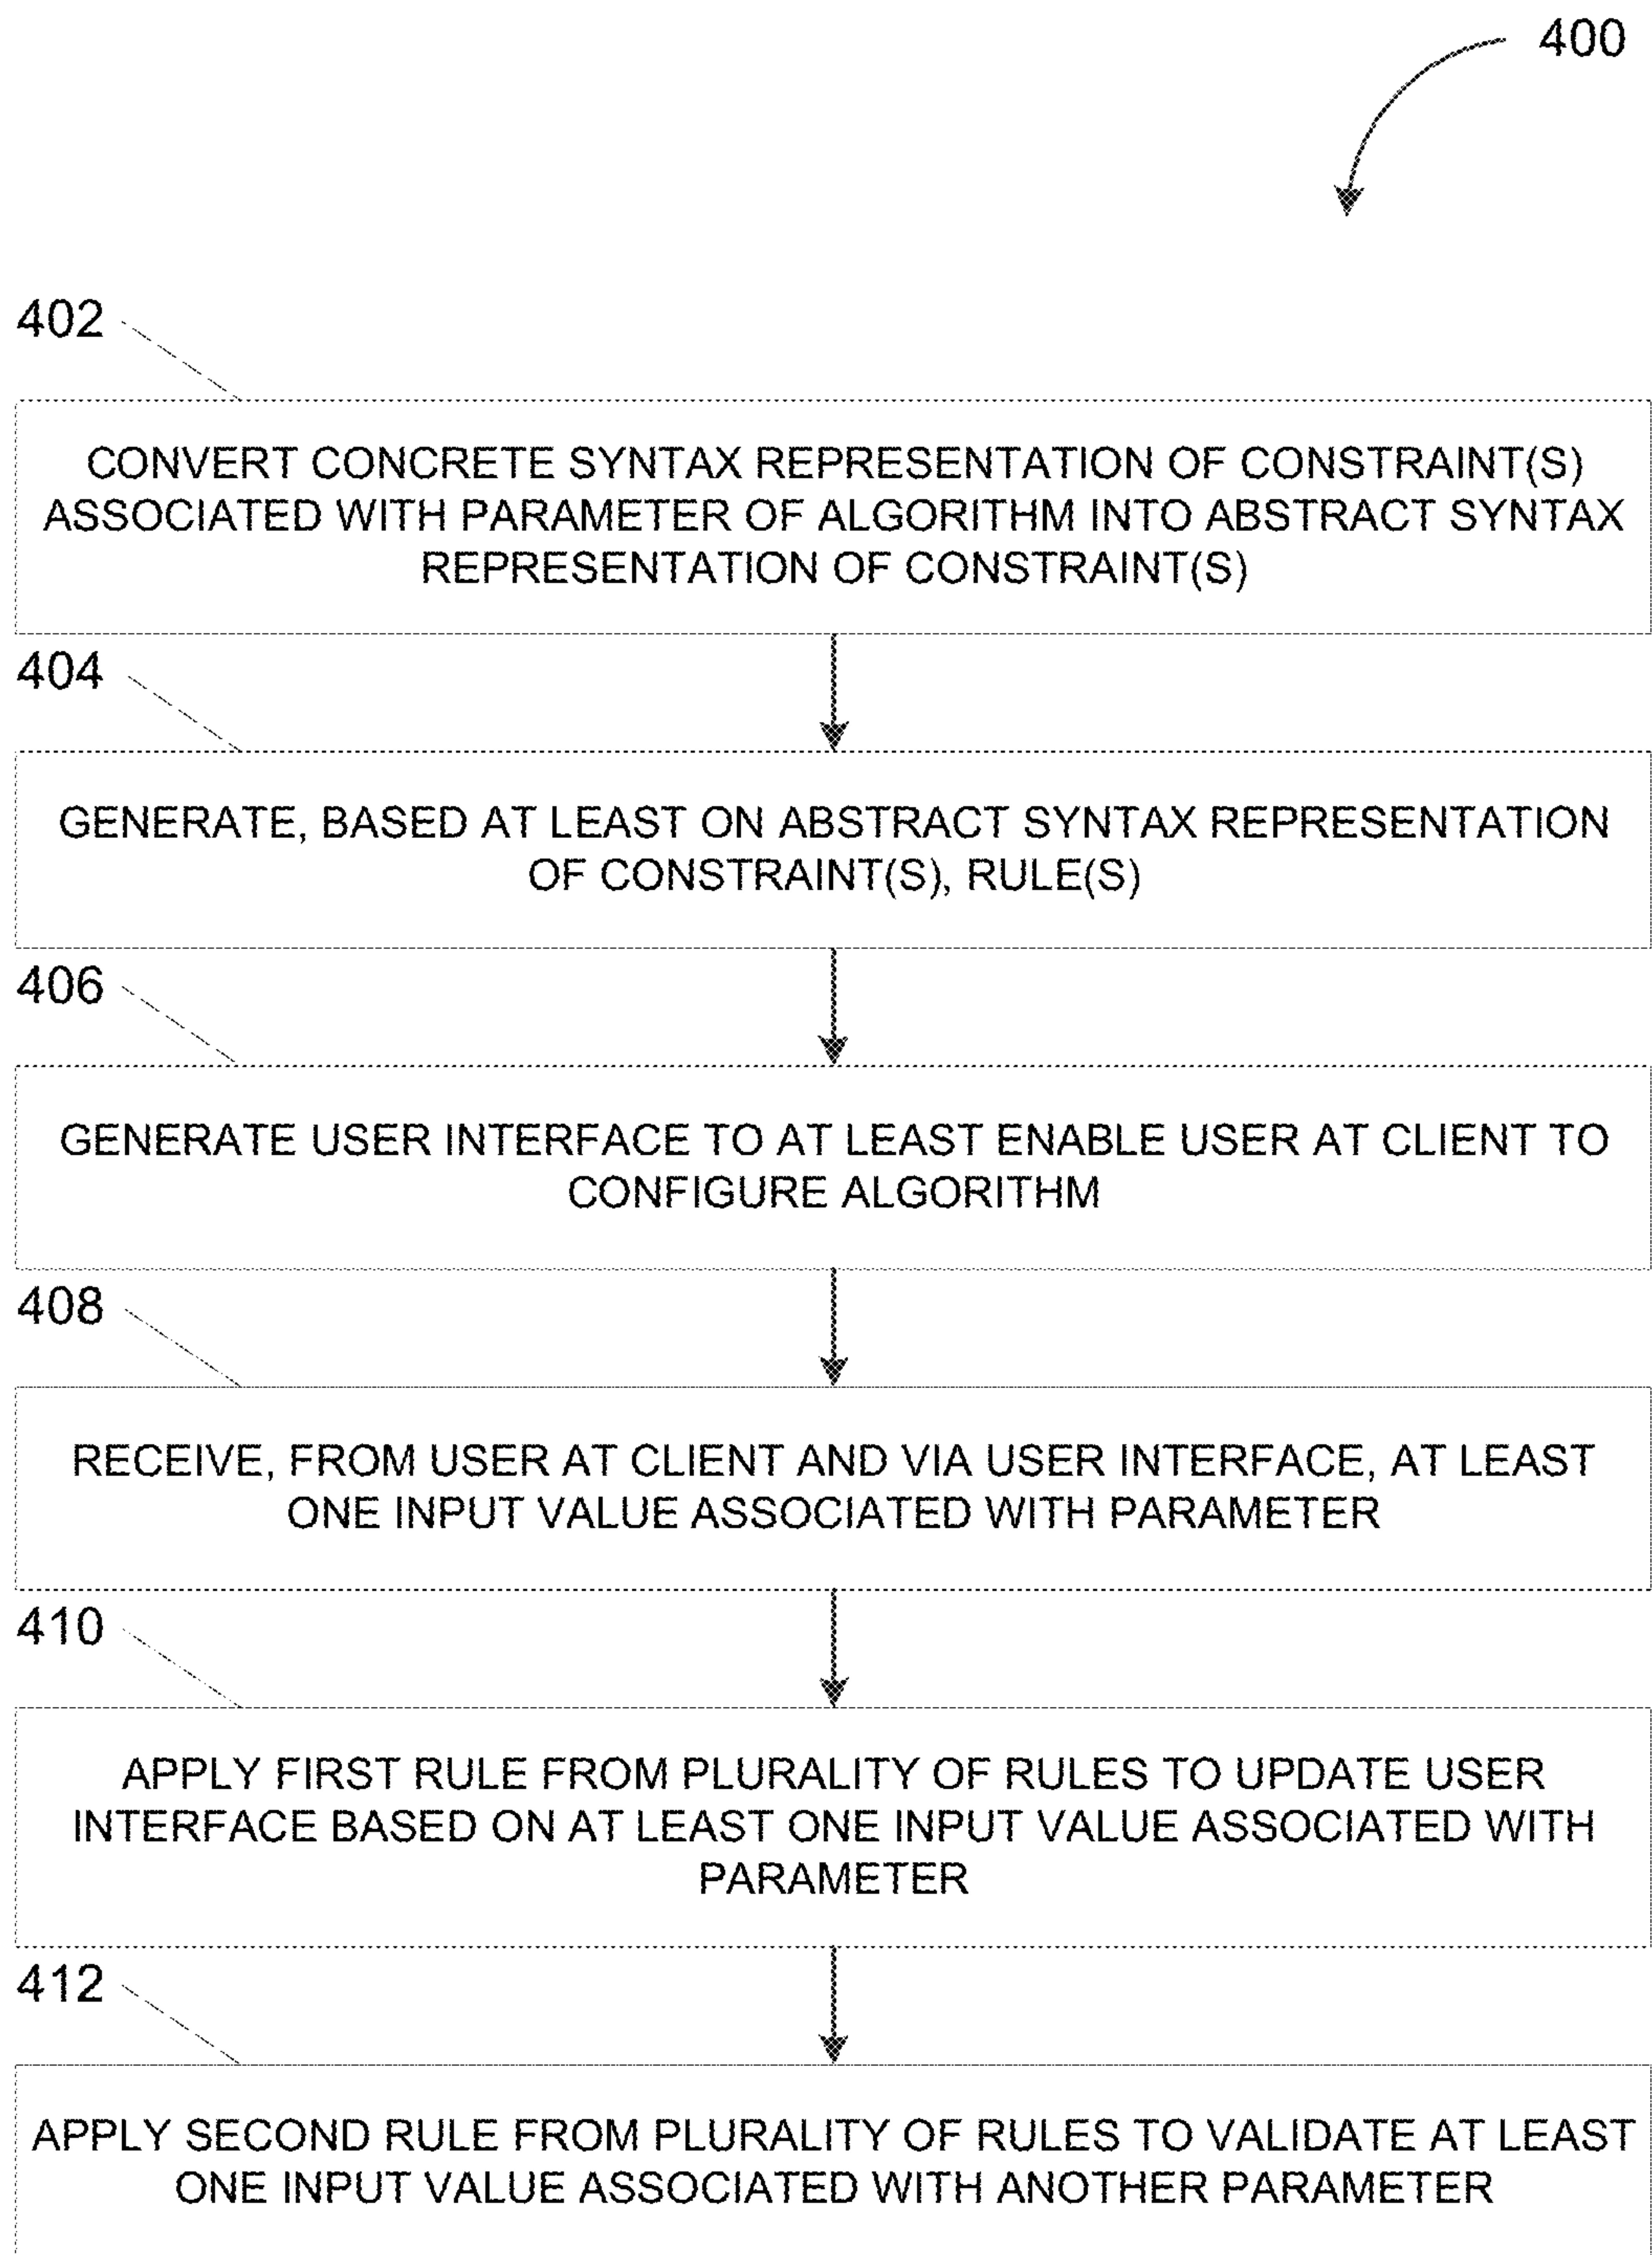 400
402
CONVERT CONCRETE SYNTAX REPRESENTATION OF CONSTRAINT(S)
ASSOCIATED WITH PARAMETER OF ALGORITHM INTO ABSTRACT SYNTAX
REPRESENTATION OF CONSTRAINT(S)
404
GENERATE, BASED AT LEAST ON ABSTRACT SYNTAX REPRESENTATION
OF CONSTRAINT(S), RULE(S)
406
GENERATE USER INTERFACE TO AT LEAST ENABLE USER AT CLIENT TO
CONFIGURE ALGORITHM
408
RECEIVE, FROM USER AT CLIENT AND VIA USER INTERFACE, AT LEAST
ONE INPUT VALUE ASSOCIATED WITH PARAMETER
410
APPLY FIRST RULE FROM PLURALITY OF RULES TO UPDATE USER
INTERFACE BASED ON AT LEAST ONE INPUT VALUE ASSOCIATED WITH
PARAMETER
412
APPLY SECOND RULE FROM PLURALITY OF RULES TO VALIDATE AT LEAST
ONE INPUT VALUE ASSOCIATED WITH ANOTHER PARAMETER